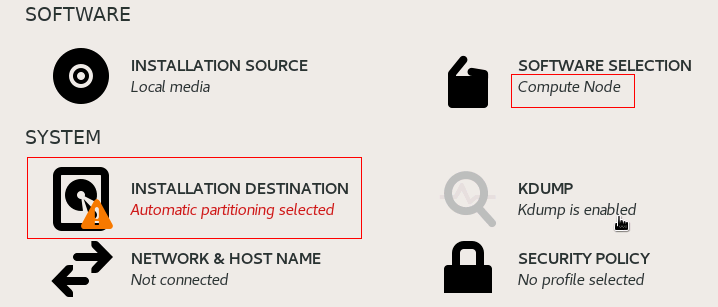 SOFTWARE
INSTALLATION SOURCE
Local media
SOFTWARE SELECTION
Compute Node
SYSTEM
INSTALLATION DESTINATION
Automatic partitioning selected
KDUMP
Kdump is enabled
NETWORK & HOST NAME
Not connected
SECURITY POLICY
No profile selected